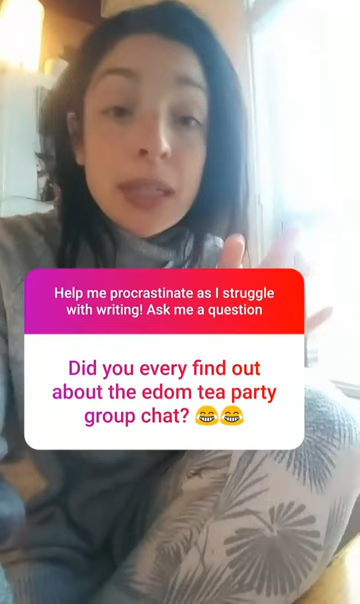 Help me procrastinate as I struggle
with writing! Ask me a question
Did you every find out
about the edom tea party
group chat? 😂😂